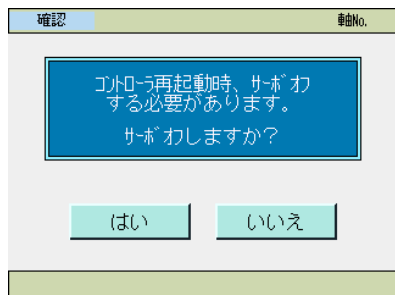 確認
軸No.
ｺﾝﾄﾛｰﾗ再起動時、ｻｰﾎﾞｵﾌ
する必要があります。
ｻｰﾎﾞｵﾌしますか？
はい
いいえ